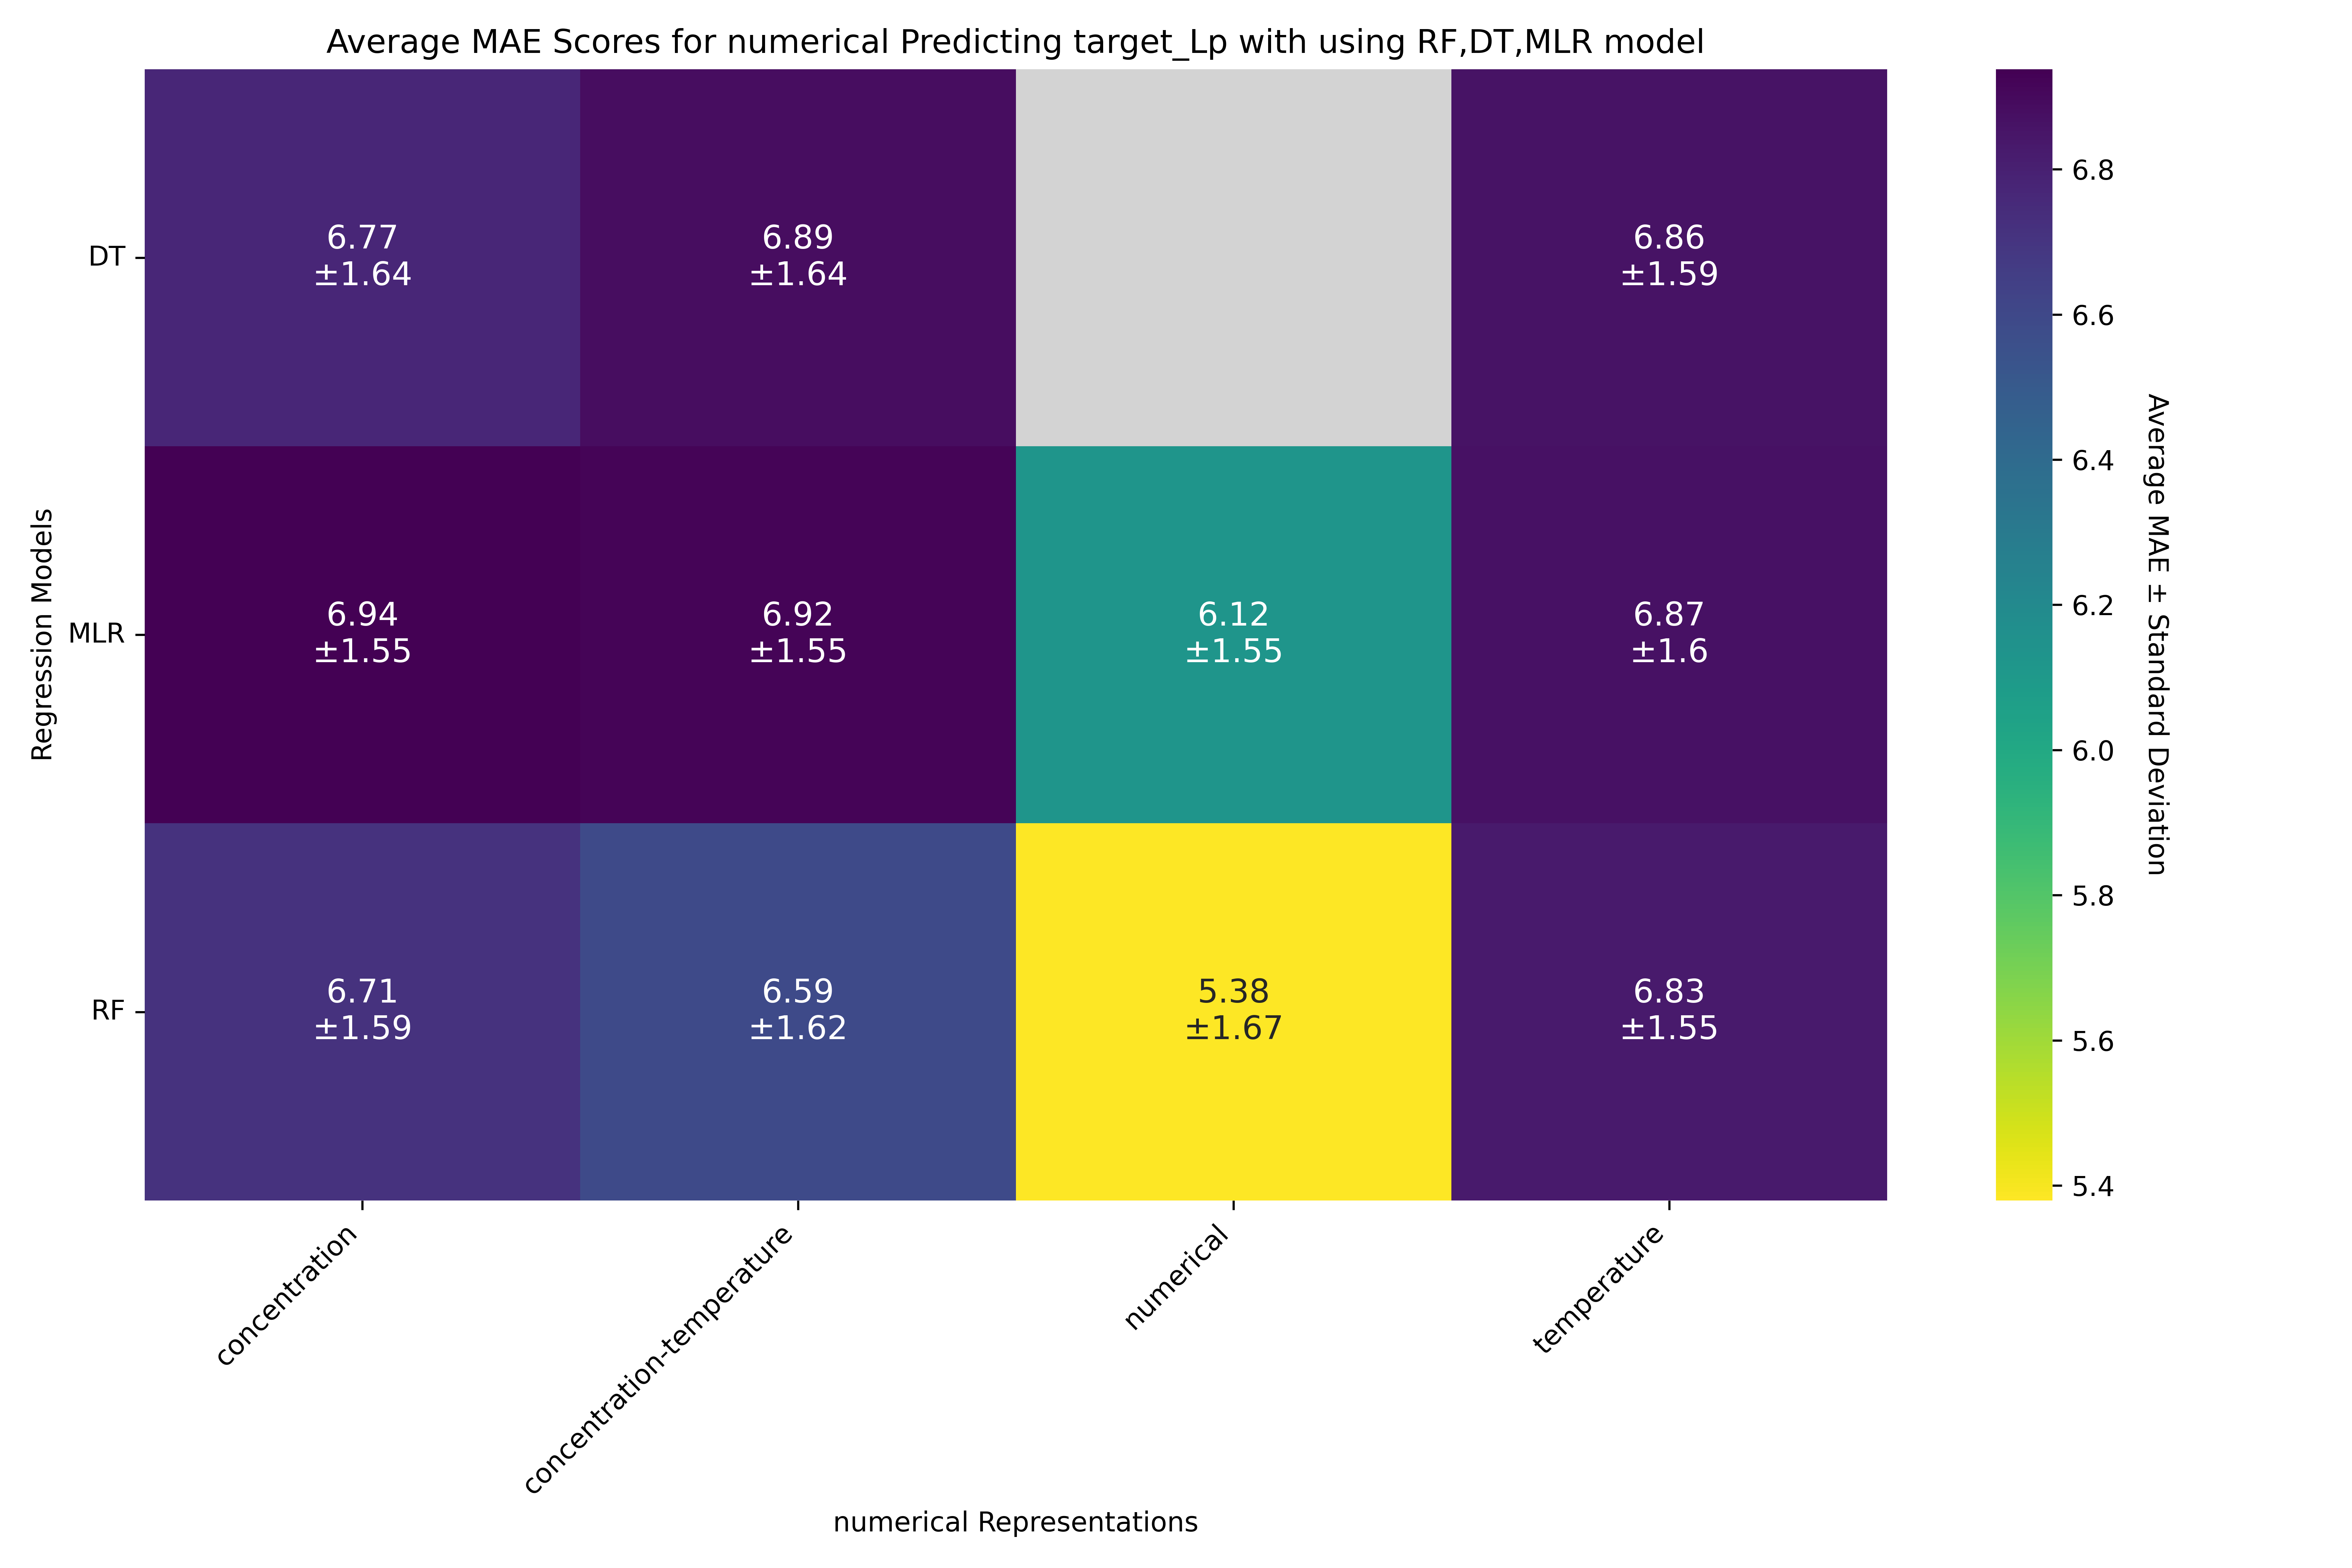 Average MAE Scores for numerical Predicting target_Lp with using RF,DT,MLR model
Regression Models
DT
6.77
±1.64
6.89
±1.64
6.86
±1.59
MLR
6.94
±1.55
6.92
±1.55
6.12
±1.55
6.87
±1.6
RF
6.71
±1.59
6.59
±1.62
5.38
±1.67
6.83
±1.55
concentration
concentration-temperature
numerical
temperature
numerical Representations
6.8
6.6
6.4
6.2
6.0
5.8
5.6
5.4
Average MAE ± Standard Deviation